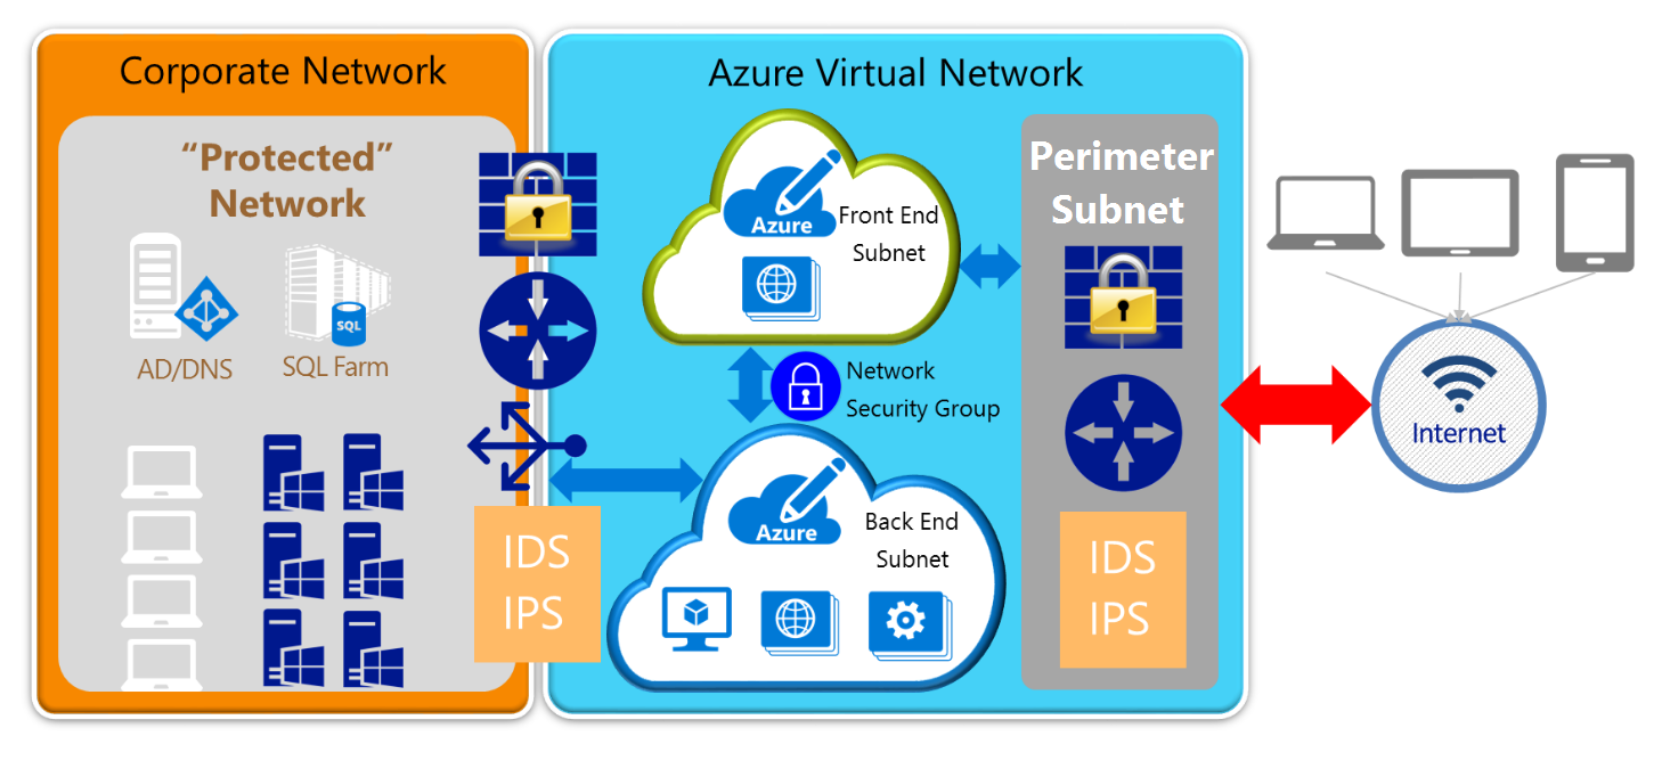 Corporate Network
“Protected”
Network
AD/DNS
SQL
SQL Farm
IDS
IPS
Azure Virtual Network
Azure
Front End
Subnet
Network
Security Group
Azure
Back End
Subnet
Perimeter
Subnet
IDS
IPS
Internet